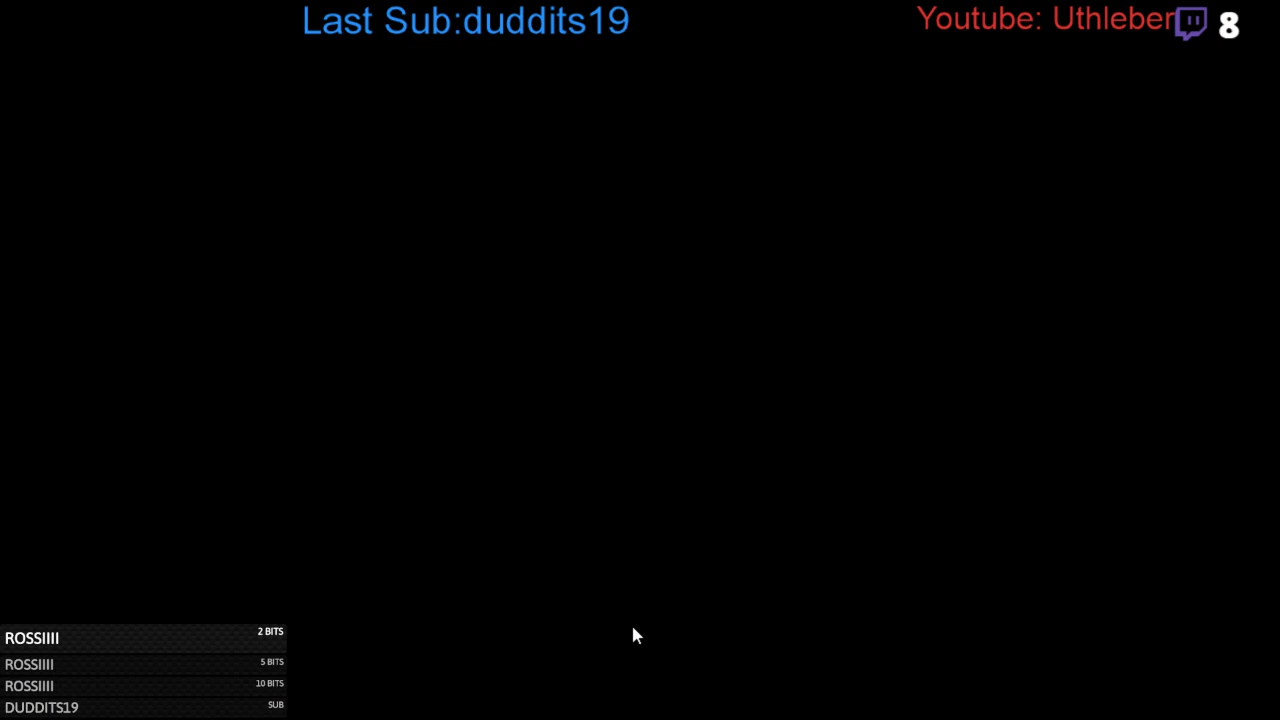 Last Sub:duddits19
Youtube: Uthleber
8
ROSSIIII 2 BITS
ROSSIIII 5 BITS
ROSSIIII 10 BITS
DUDDITS19 SUB